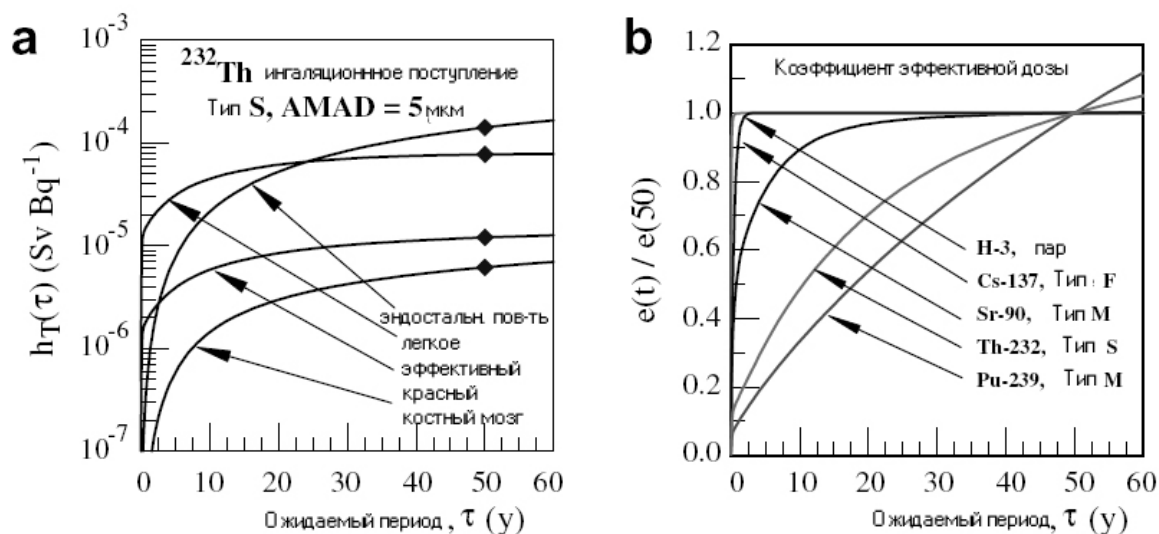 a
10-3
232Th ингаляционнное поступление
Тип S, AMAD = 5 мкм
10-4
10-5
10-6
10-7
hT(τ) (Sv Bq-1)
эндостальн. пов-ть
легкое
эффективный
красный
костный мозг
0 10 20 30 40 50 60
Ожидаемый период, τ (y)
b
1.2
Коэффициент эффективной дозы
1.0
0.8
0.6
0.4
0.2
0.0
e(t) / e(50)
H-3, пар
Cs-137, Тип: F
Sr-90, Тип M
Th-232, Тип S
Pu-239, Тип M
0 10 20 30 40 50 60
Ожидаемый период, τ (y)